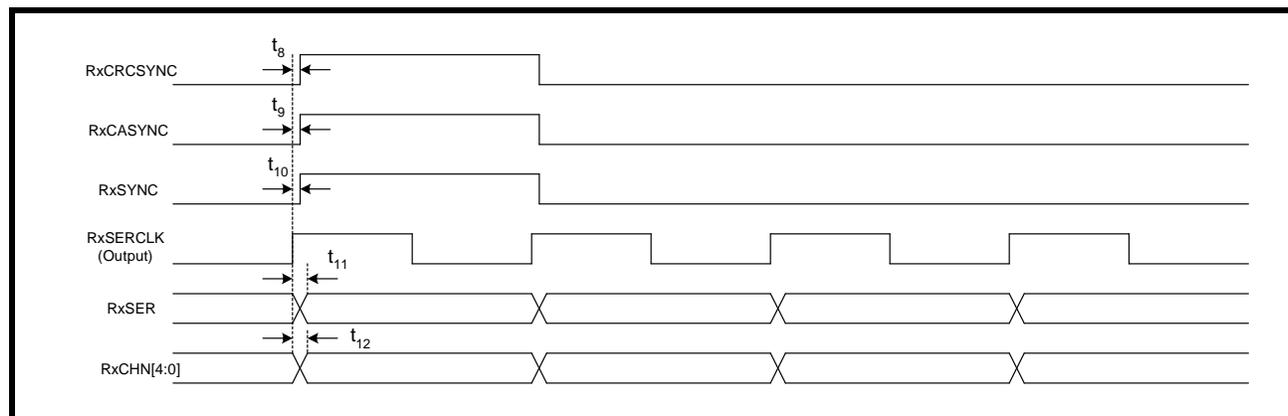 t8
RxCRCSYNC
t9
RxCASYNC
t10
RxSYNC
RxSERCLK
(Output)
t11
RxSER
t12
RxCHN[4:0]